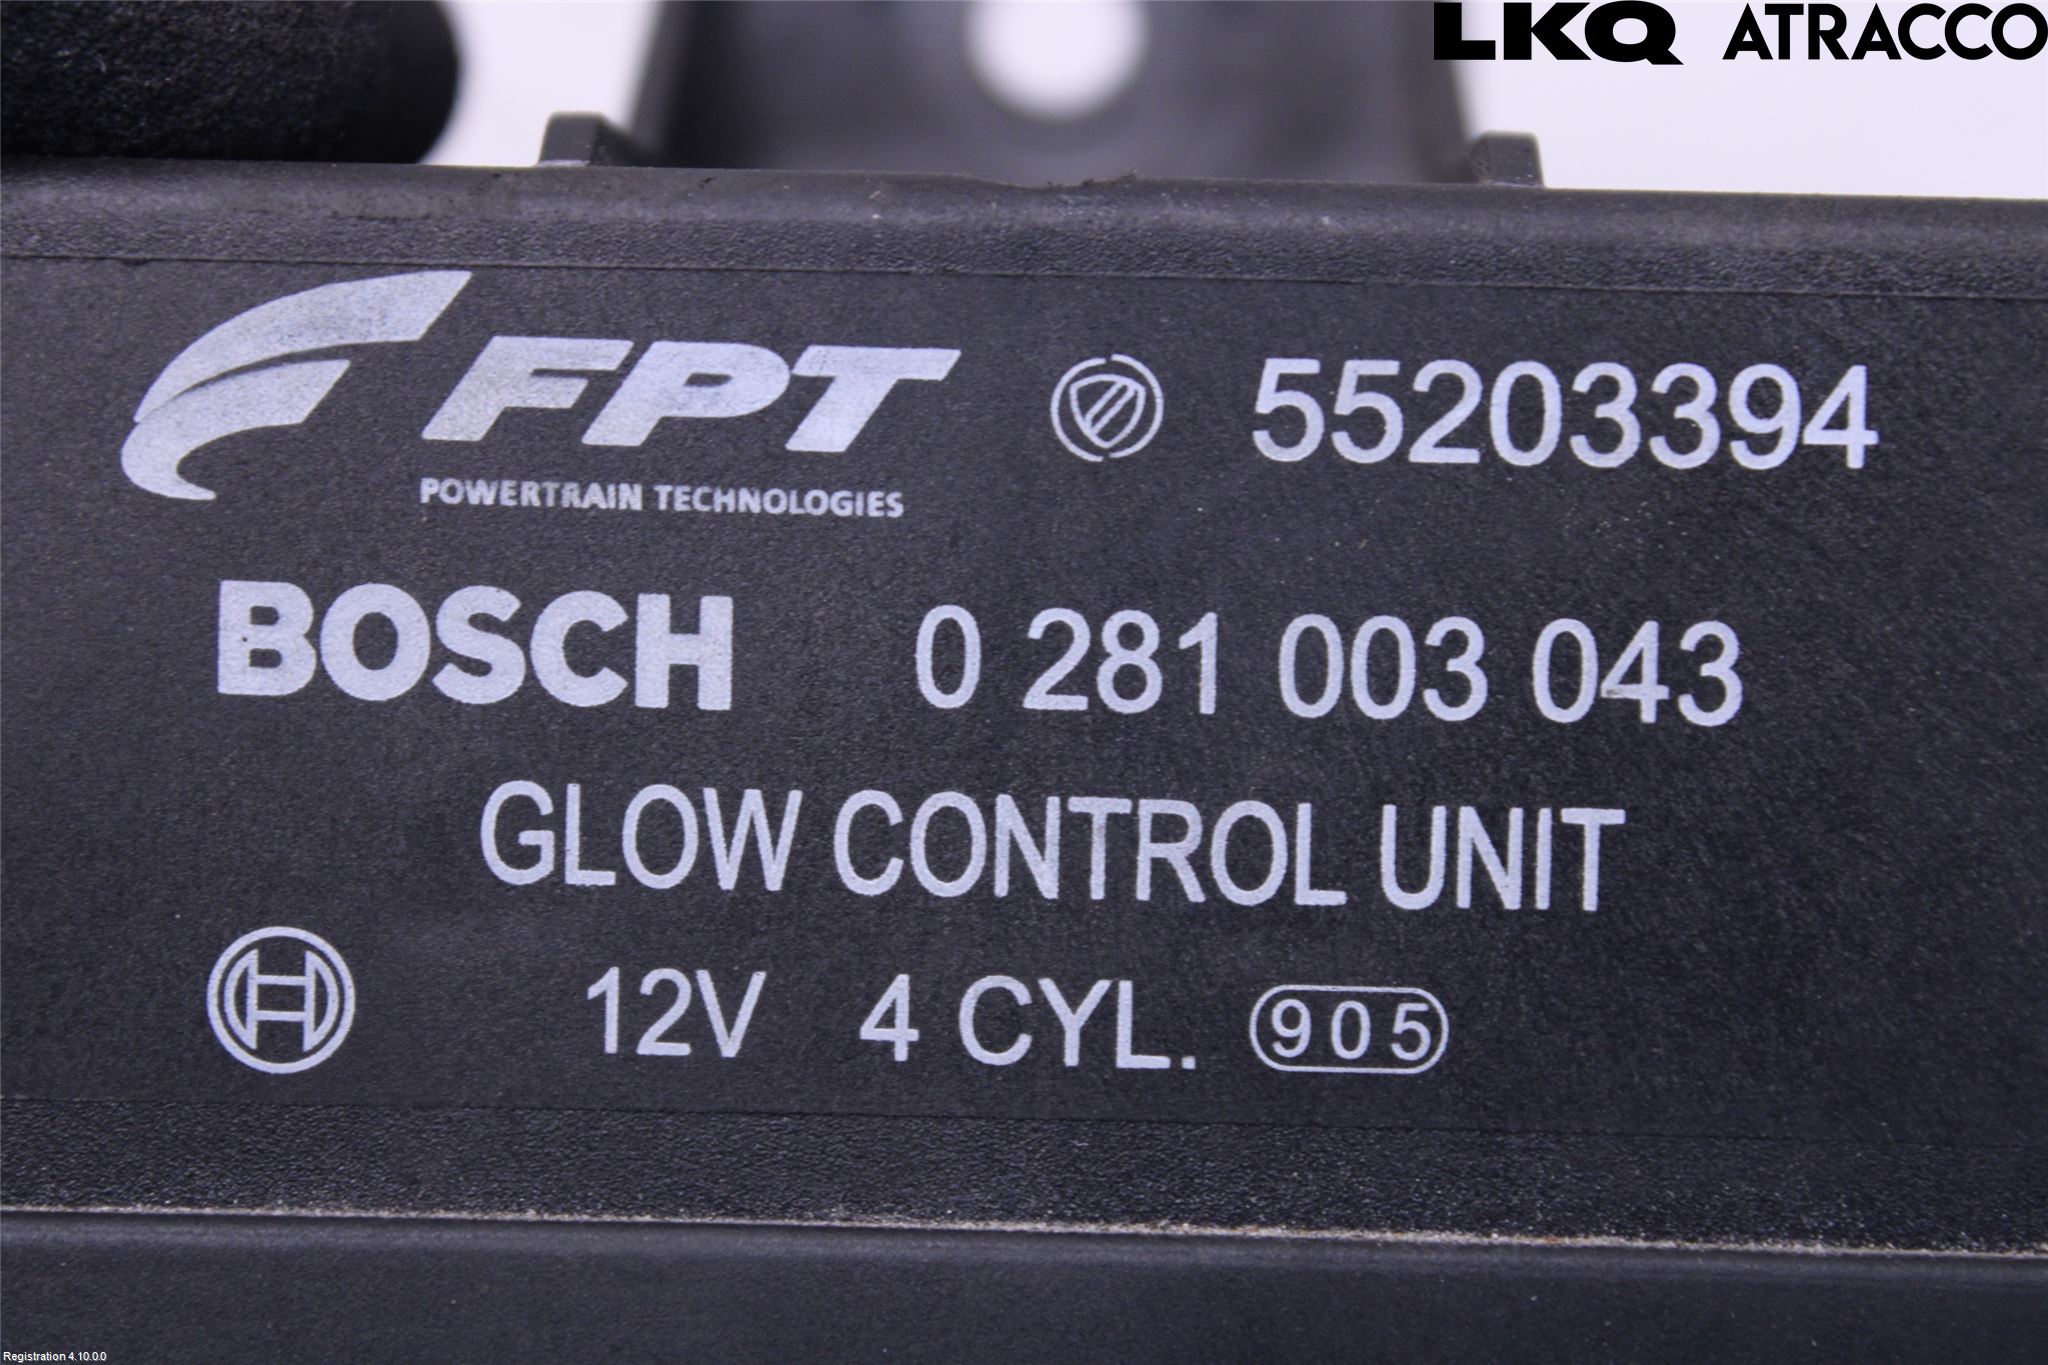 LKQ ATRACCO
FPT 55203394
POWERTRAIN TECHNOLOGIES
BOSCH 0 281 003 043
GLOW CONTROL UNIT
12V 4 CYL. 905
Registration 4.10.0.0